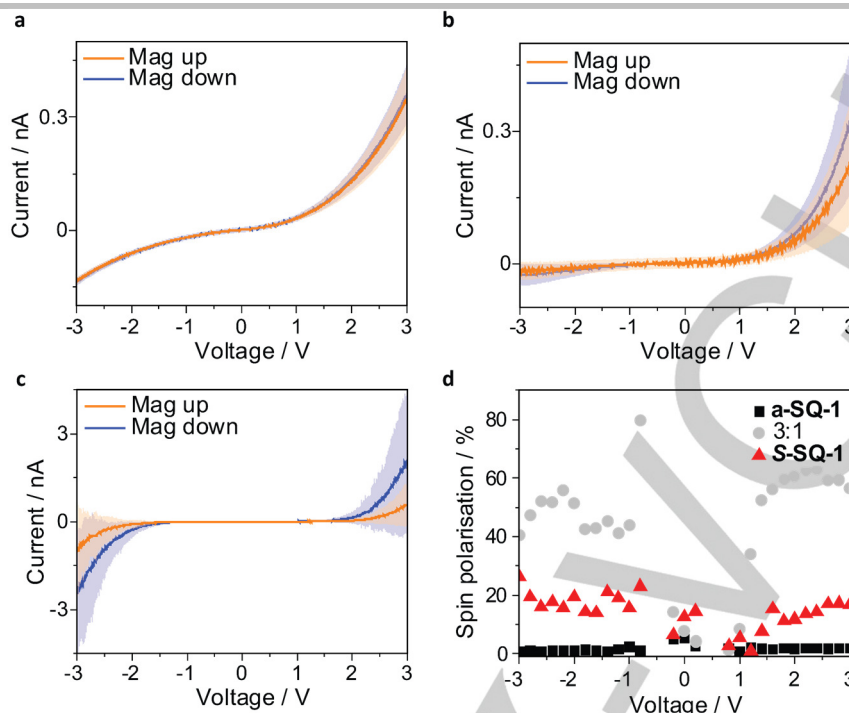 a
Mag up
Mag down
0.3
0
Current / nA
-3 -2 -1 0 1 2 3
Voltage / V
b
Mag up
Mag down
0.3
0
Current / nA
-3 -2 -1 0 1 2 3
Voltage / V
c
Mag up
Mag down
3
0
-3
Current / nA
-3 -2 -1 0 1 2 3
Voltage / V
d
a-SQ-1
3:1
S-SQ-1
80
60
40
20
0
Spin polarisation / %
-3 -2 -1 0 1 2 3
Voltage / V